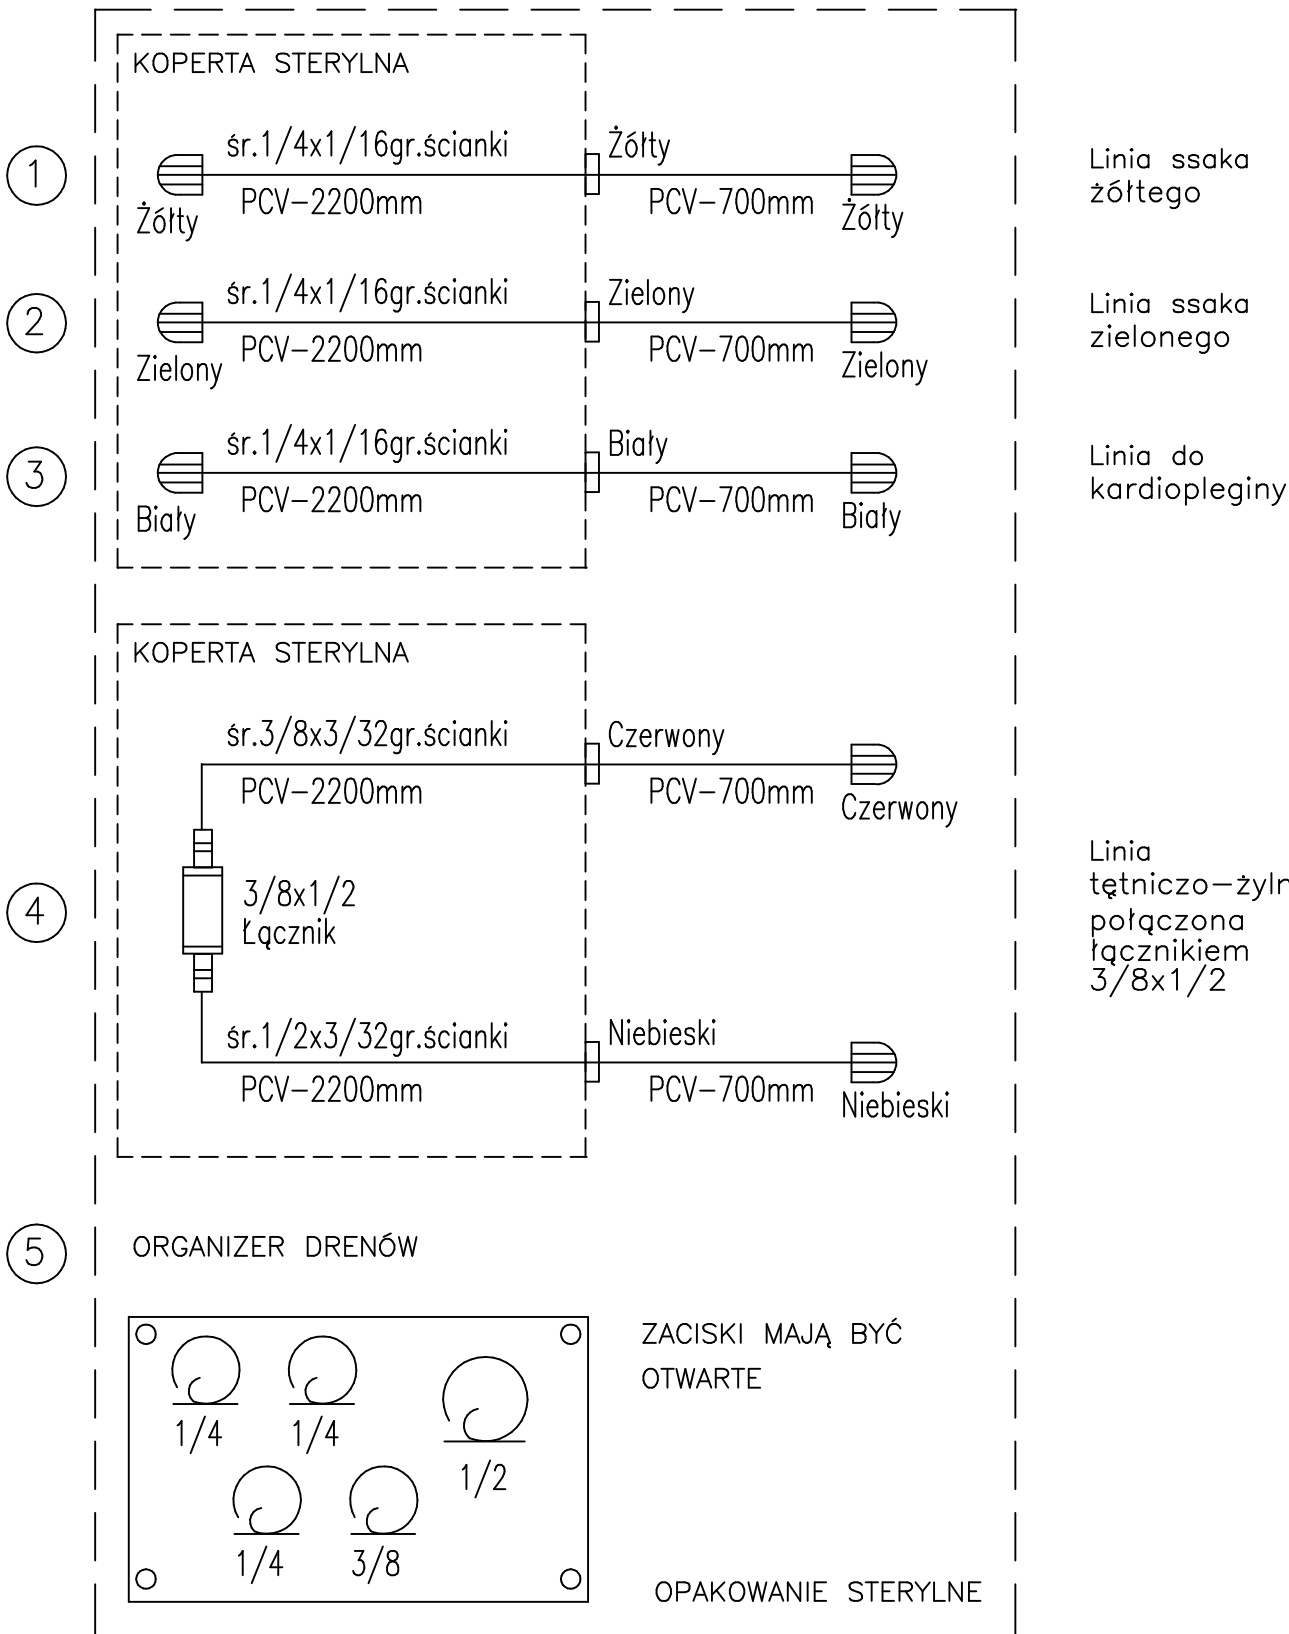 KOPERTA STERYLNA
1
śr.1/4x1/16gr.ścianki
Żółty
PCV-2200mm
PCV-700mm
Żółty
Żółty
Linia ssaka
żółtego
2
śr.1/4x1/16gr.ścianki
Zielony
PCV-2200mm
PCV-700mm
Zielony
Zielony
Linia ssaka
zielonego
3
śr.1/4x1/16gr.ścianki
Biały
PCV-2200mm
PCV-700mm
Biały
Biały
Linia do
kardiopleginy
KOPERTA STERYLNA
śr.3/8x3/32gr.ścianki
Czerwony
PCV-2200mm
PCV-700mm
Czerwony
4
3/8x1/2
Łącznik
Linia
tętniczo-żyln
połączona
łącznikiem
3/8x1/2
śr.1/2x3/32gr.ścianki
Niebieski
PCV-2200mm
PCV-700mm
Niebieski
5
ORGANIZER DRENÓW
ZACISKI MAJĄ BYĆ
OTWARTE
1/4
1/4
1/2
1/4
3/8
OPAKOWANIE STERYLNE